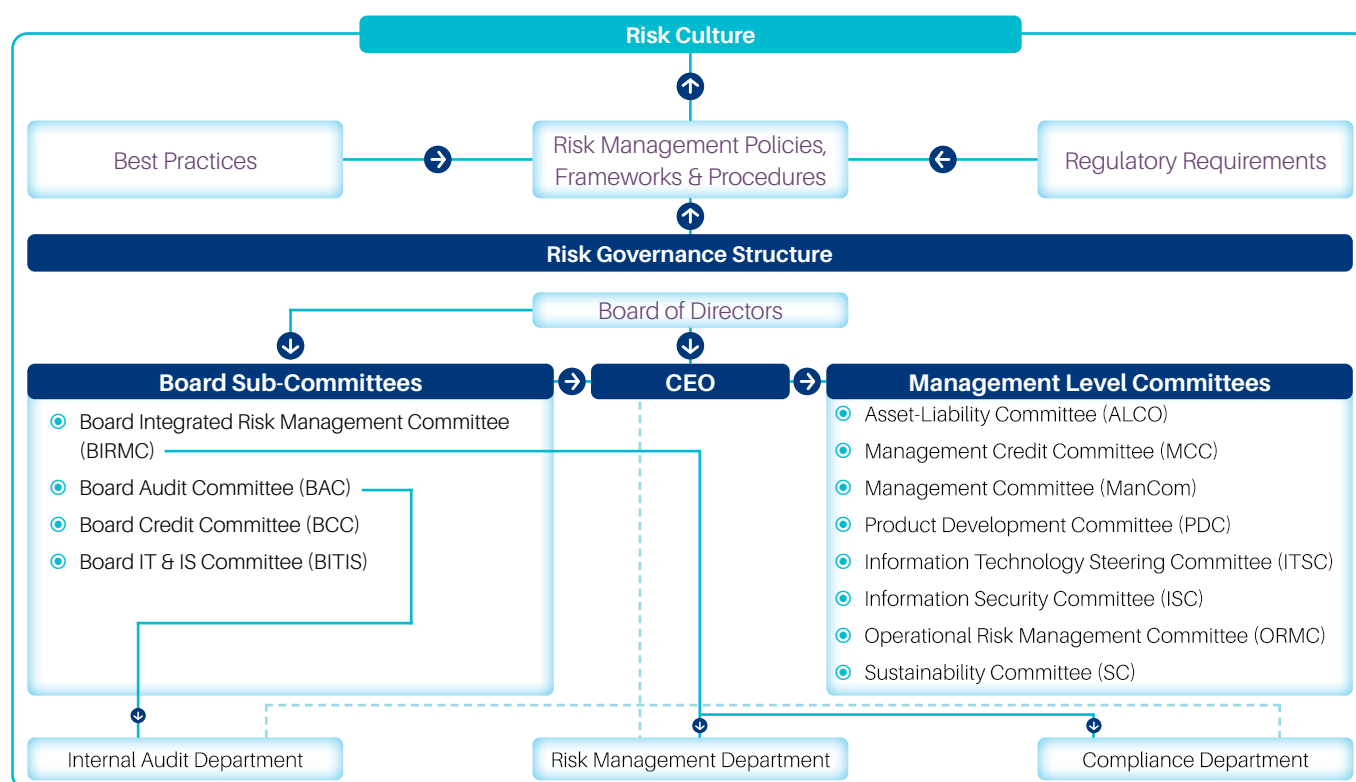 Risk Culture
Best Practices
Risk Management Policies,
Frameworks & Procedures
Regulatory Requirements
Risk Governance Structure
Board of Directors
Board Sub-Committees
Board Integrated Risk Management Committee
(BIRMC)
Board Audit Committee (BAC)
Board Credit Committee (BCC)
Board IT & IS Committee (BITIS)
CEO
Management Level Committees
Asset-Liability Committee (ALCO)
Management Credit Committee (MCC)
Management Committee (ManCom)
Product Development Committee (PDC)
Information Technology Steering Committee (ITSC)
Information Security Committee (ISC)
Operational Risk Management Committee (ORMC)
Sustainability Committee (SC)
Internal Audit Department
Risk Management Department
Compliance Department